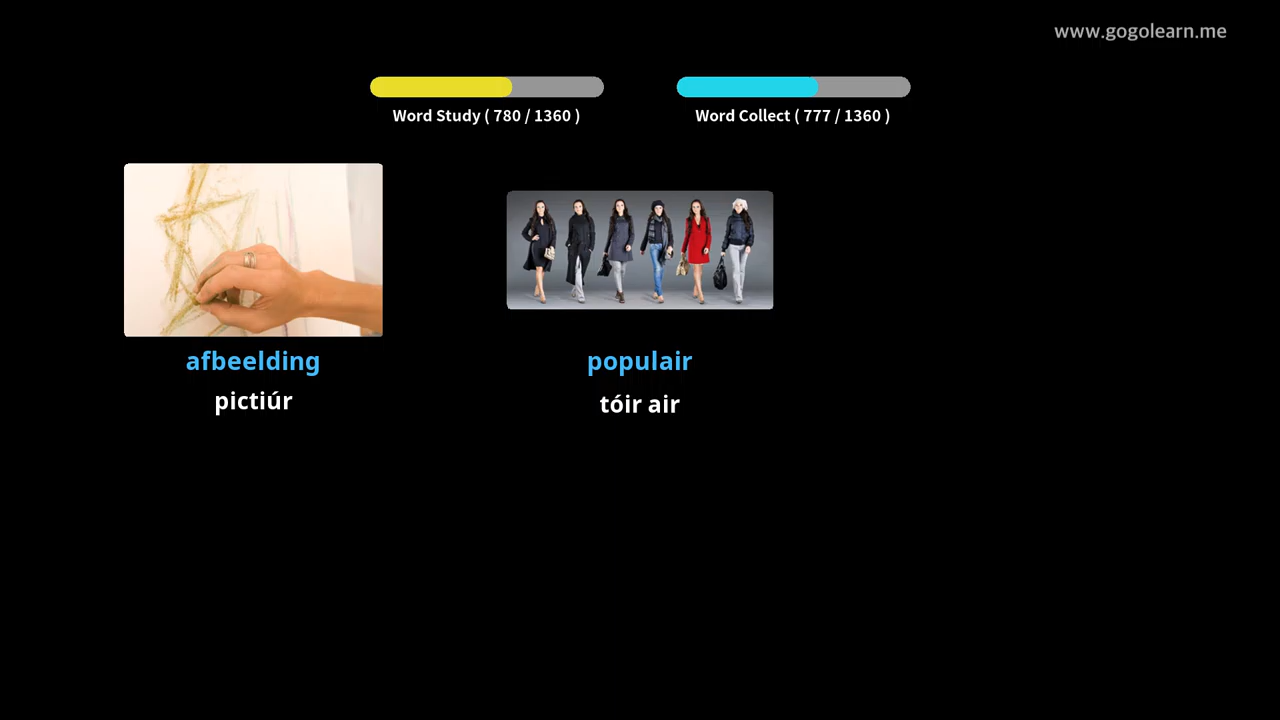 www.gogolearn.me
Word Study ( 780 / 1360 )
Word Collect ( 777 / 1360 )
afbeelding
pictiúr
populair
tóir air